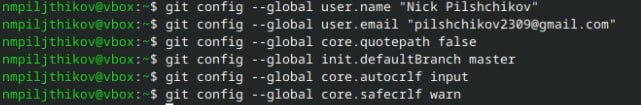 nmpiljthikov@vbox:~$ git config --global user.name "Nick Pilshchikov"
nmpiljthikov@vbox:~$ git config --global user.email "pilshchikov2309@gmail.com"
nmpiljthikov@vbox:~$ git config --global core.quotepath false
nmpiljthikov@vbox:~$ git config --global init.defaultBranch master
nmpiljthikov@vbox:~$ git config --global core.autocrlf input
nmpiljthikov@vbox:~$ git config --global core.safecrlf warn